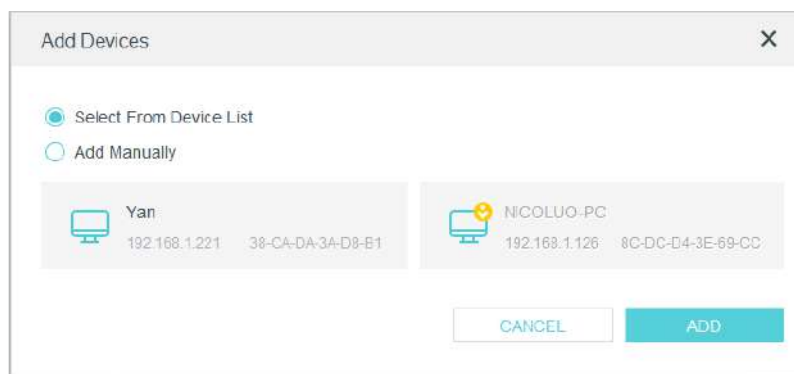 Add Devices
Select From Device List
Add Manually
Yan
192.168.1.221 38-CA-DA-3A-D8-B1
NICOLUO-PC
192.168.1.126 8C-DC-D4-3E-69-CC
CANCEL ADD